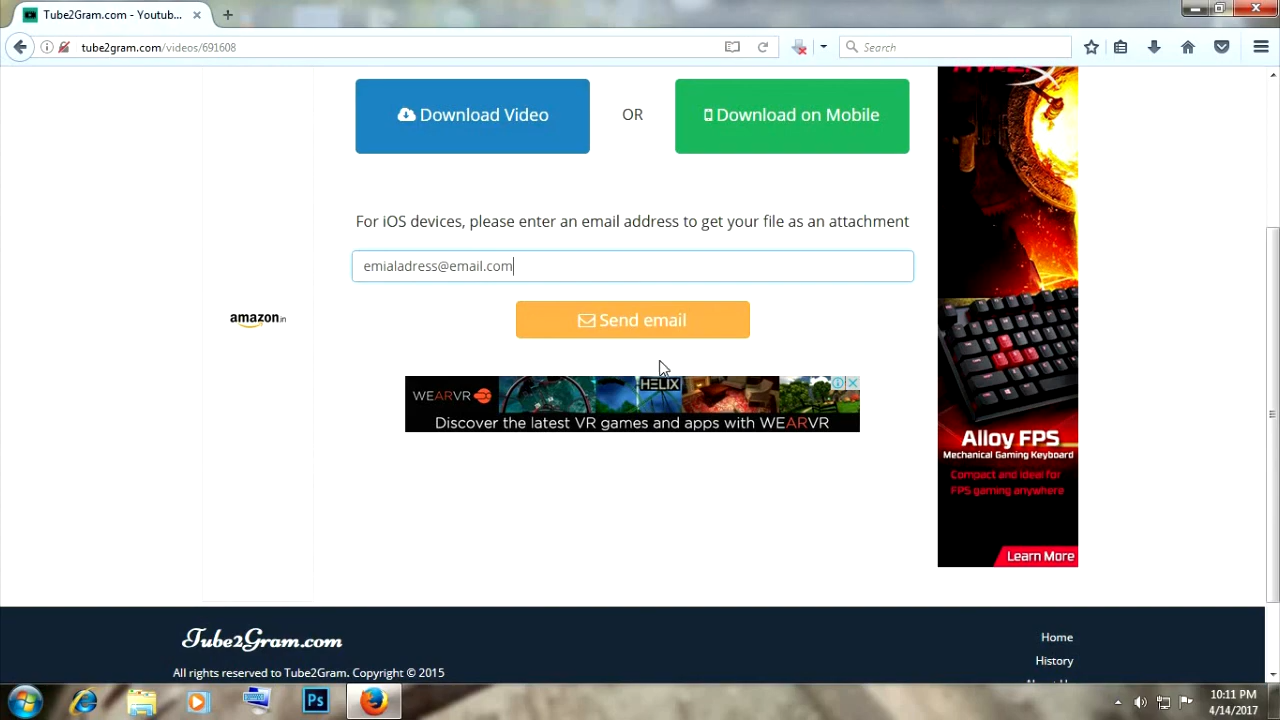 Tube2Gram.com - Youtub...
tube2gram.com/videos/691608
Search
Download Video
OR
Download on Mobile
For iOS devices, please enter an email address to get your file as an attachment
emialadress@email.com
Send email
amazon.in
WEARVR
HELIX
Discover the latest VR games and apps with WEARVR
Alloy FPS
Mechanical Gaming Keyboard
Compact and ideal for
FPS gaming anywhere
Learn More
Tube2Gram.com
All rights reserved to Tube2Gram. Copyright © 2015
Home
History
Ps
10:11 PM
4/14/2017